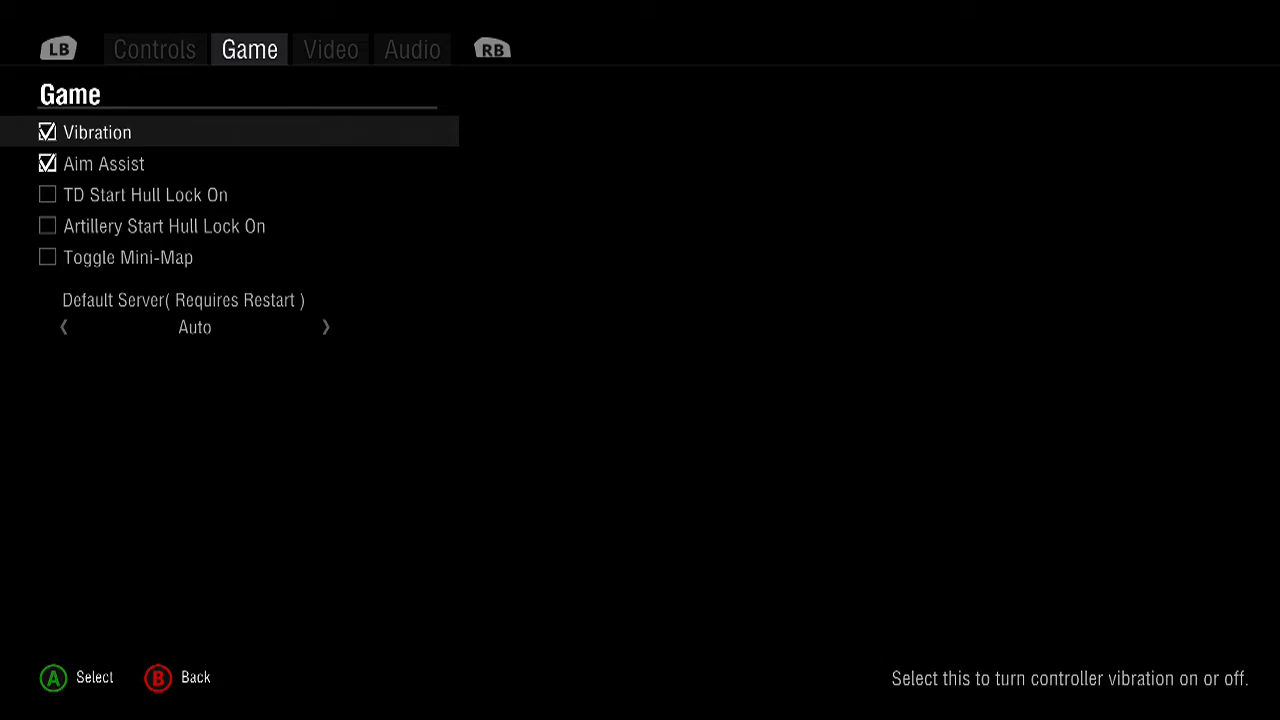 LB Controls Game Video Audio RB
Game
Vibration
Aim Assist
TD Start Hull Lock On
Artillery Start Hull Lock On
Toggle Mini-Map
Default Server( Requires Restart )
Auto
A Select B Back Select this to turn controller vibration on or off.